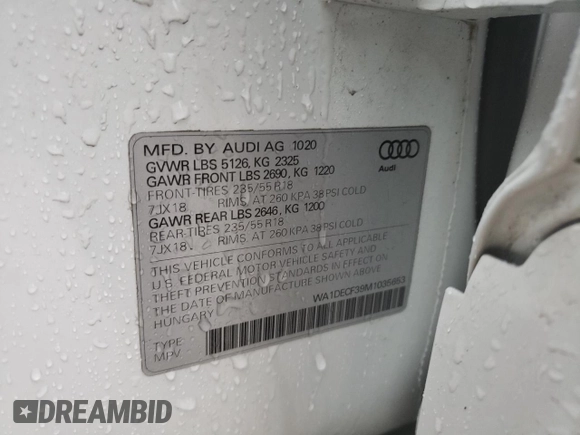 MFD. BY AUDI AG 10 20
GVWR LBS 5126, KG 2325
GAWR FRONT LBS 2690, KG 1220
FRONT-TIRES 235/55 R18
7JX18 RIMS, AT 260 KPA 38 PSI COLD
GAWR REAR LBS 2646, KG 1200
REAR TIRES 235/55 R18
7JX18 RIMS, AT 260 KPA 38 PSI COLD
THIS VEHICLE CONFORMS TO ALL APPLICABLE
U.S. FEDERAL MOTOR VEHICLE SAFETY AND
THEFT PREVENTION STANDARDS IN EFFECT ON
THE DATE OF MANUFACTURE SHOWN ABOVE.
HUNGARY
TYPE:
MPV
Audi
WA1DECF39M1035953
DREAMBID